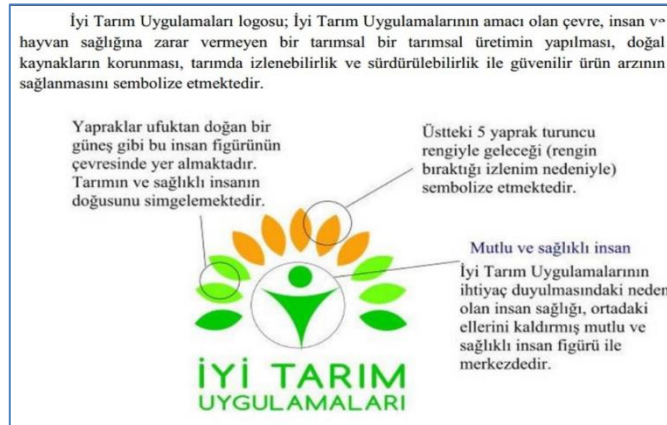 İyi Tarım Uygulamaları logosu; İyi Tarım Uygulamalarının amacı olan çevre, insan ve
hayvan sağlığına zarar vermeyen bir tarımsal bir tarımsal üretimin yapılması, doğal
kaynakların korunması, tarımda izlenebilirlik ve sürdürülebilirlik ile güvenilir ürün arzının
sağlanmasını sembolize etmektedir.
Yapraklar ufuktan doğan bir
güneş gibi bu insan figürünün
çevresinde yer almaktadır.
Tarımın ve sağlıklı insanın
doğusunu simgelemektedir.
Üstteki 5 yaprak turuncu
rengiyle geleceği (rengin
bıraktığı izlenim nedeniyle)
sembolize etmektedir.
Mutlu ve sağlıklı insan
İyi Tarım Uygulamalarının
ihtiyaç duyulmasındaki neden
olan insan sağlığı, ortadaki
ellerini kaldırmış mutlu ve
sağlıklı insan figürü ile
merkezdedir.
İYİ TARIM
UYGULAMALARI